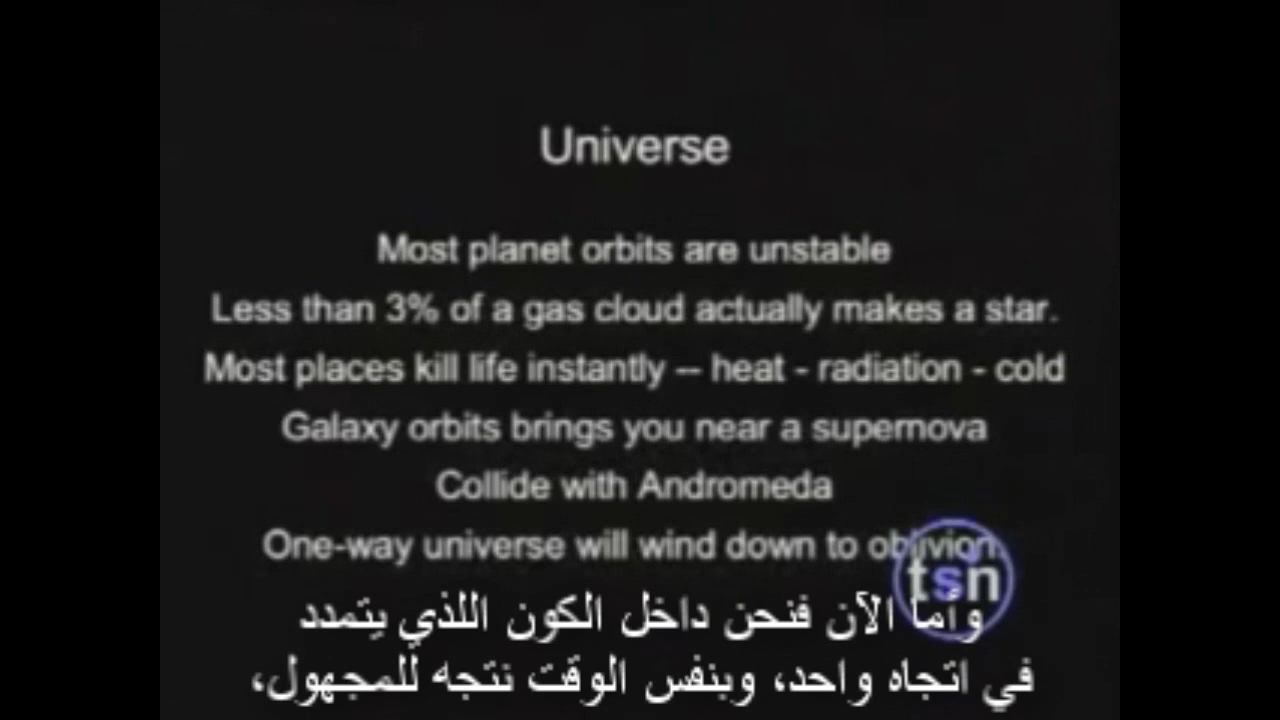 Universe
Most planet orbits are unstable
Less than 3% of a gas cloud actually makes a star.
Most places kill life instantly -- heat - radiation - cold
Galaxy orbits brings you near a supernova
Collide with Andromeda
One-way universe will wind down to oblivion.
tsn
وأما الآن فنحن داخل الكون اللذي يتمدد
في اتجاه واحد، وبنفس الوقت نتجه للمجهول،